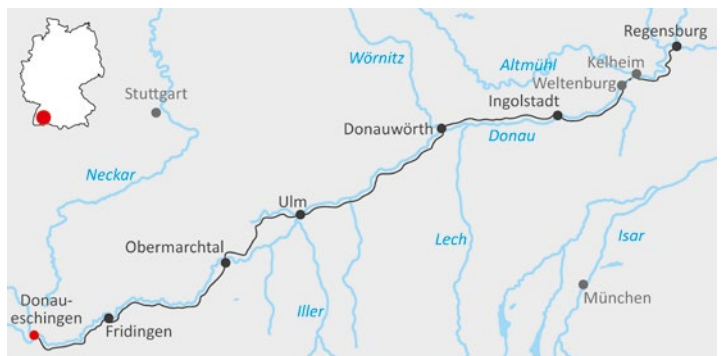 Regensburg
Wörnitz
Altmühl
Kelheim
Weltenburg
Stuttgart
Ingolstadt
Donauwörth
Donau
Neckar
Ulm
Obermarchtal
Lech
Isar
Iller
München
Donau-
eschingen
Fridingen